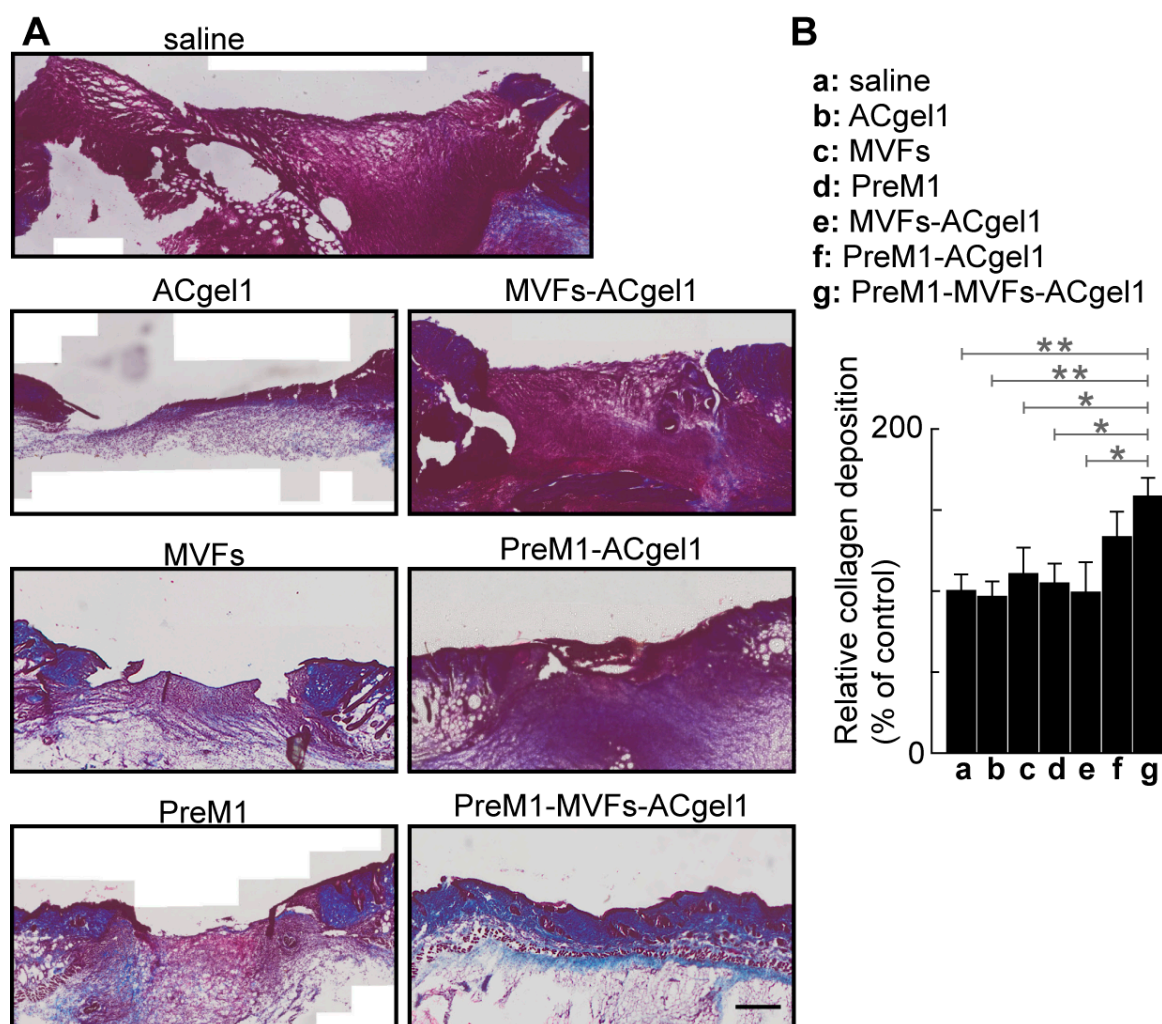 A
saline
ACgel1
MVFs-ACgel1
MVFs
PreM1-ACgel1
PreM1
PreM1-MVFs-ACgel1
B
a: saline
b: ACgel1
c: MVFs
d: PreM1
e: MVFs-ACgel1
f: PreM1-ACgel1
g: PreM1-MVFs-ACgel1
**
**
*
*
*
Relative collagen deposition
(% of control)
200
0
a b c d e f g